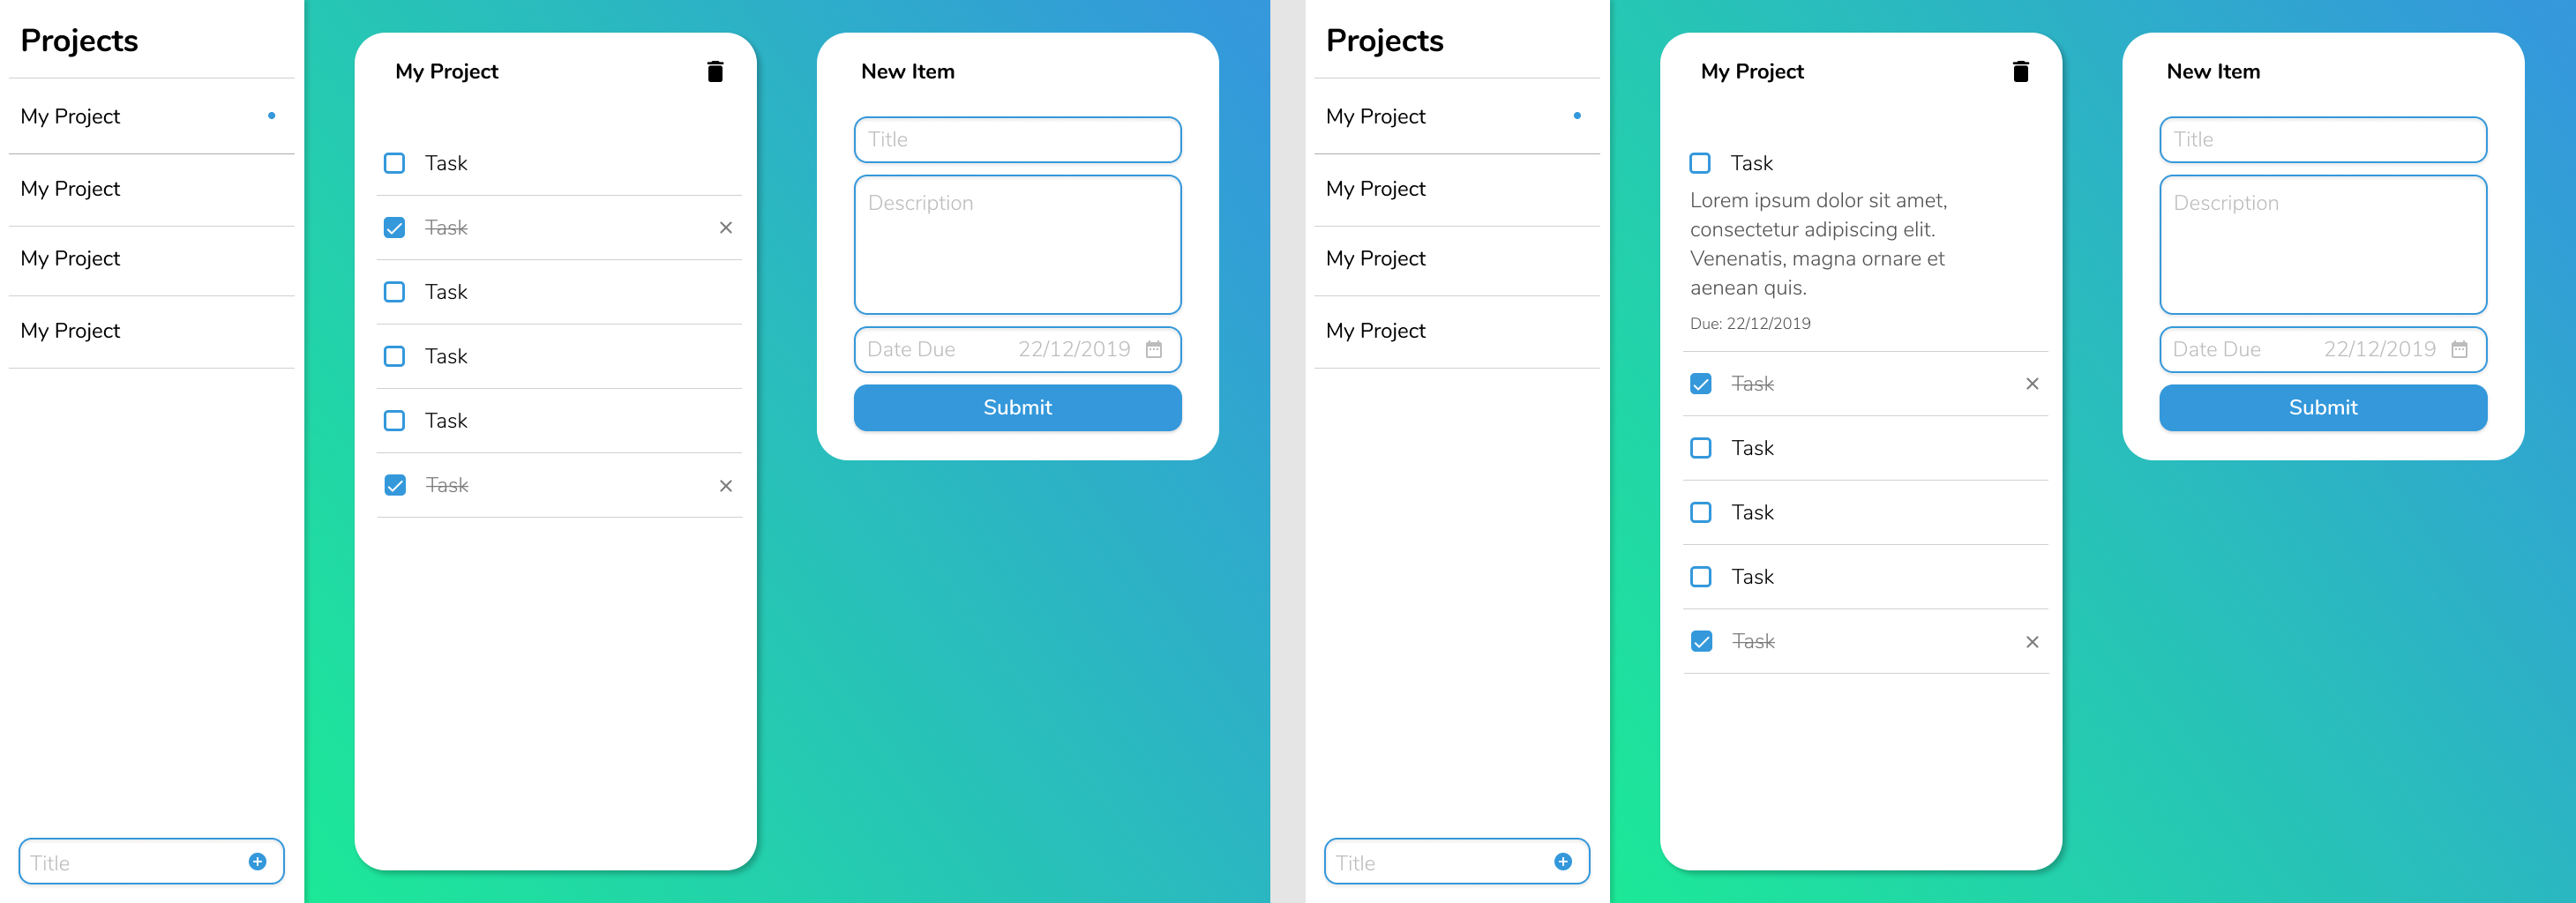 Projects
My Project
My Project
My Project
My Project
Title
My Project
Task
Task
Task
Task
Task
Task
New Item
Title
Description
Date Due 22/12/2019
Submit
Projects
My Project
My Project
My Project
My Project
Title
My Project
Task
Lorem ipsum dolor sit amet,
consectetur adipiscing elit.
Venenatis, magna ornare et
aenean quis.
Due: 22/12/2019
Task
Task
Task
Task
Task
New Item
Title
Description
Date Due 22/12/2019
Submit